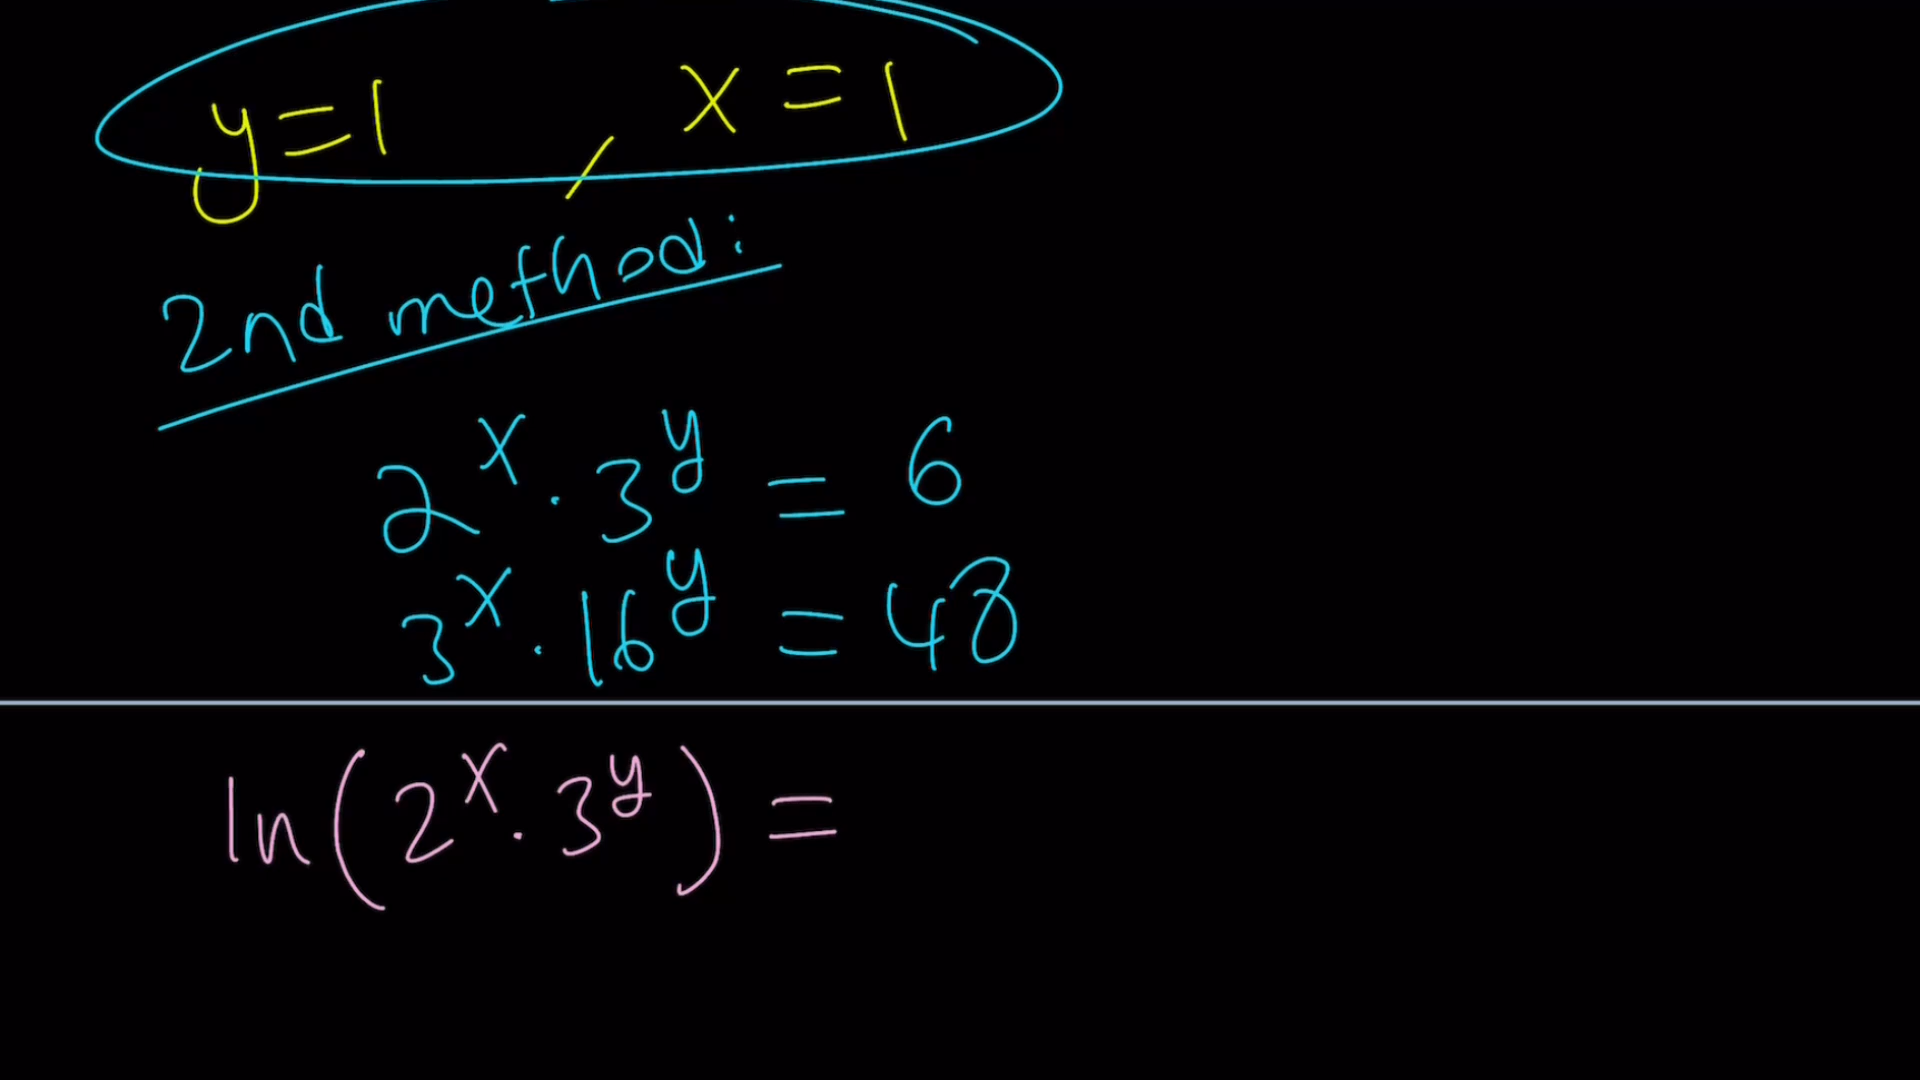 y = 1 , x = 1
2nd method:
2^x · 3^y = 6
3^x · 16^y = 48
ln(2^x · 3^y) =